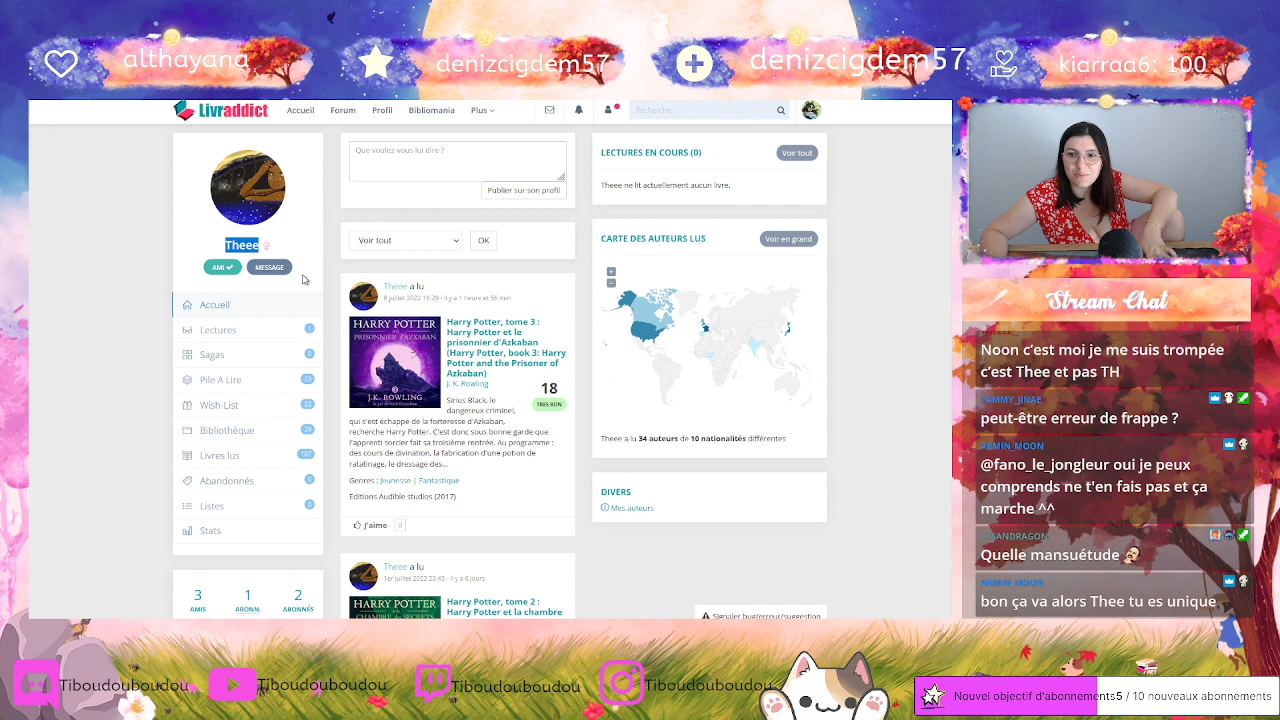 althayana
denizcigdem57
denizcigdem57
kiarraa6: 100
Livraddict
Accueil
Forum
Profil
Bibliomania
Plus
Recherche
Theee
AMI
MESSAGE
Accueil
Lectures 1
Sagas 0
Pile A Lire 23
Wish-List 22
Bibliothèque 29
Livres lus 107
Abandonnés 0
Listes 0
Stats
3 1 2
AMIS ABONN. ABONNÉS
Que voulez-vous lui dire ?
Publier sur son profil
Voir tout
OK
Theee a lu
8 juillet 2022 16:29 - il y a 1 heure et 56 min
HARRY POTTER
PRISONNIER D'AZKABAN
J.K. ROWLING
Harry Potter, tome 3 :
Harry Potter et le
prisonnier d'Azkaban
(Harry Potter, book 3: Harry
Potter and the Prisoner of
Azkaban)
J. K. Rowling
18
TRES BON
Sirius Black, le
dangereux criminel,
qui s'est échappé de la forteresse d'Azkaban,
recherche Harry Potter. C'est donc sous bonne garde que
l'apprenti sorcier fait sa troisième rentrée. Au programme :
des cours de divination, la fabrication d'une potion de
ratatinage, le dressage des...
Genres : Jeunesse | Fantastique
Editions Audible studios (2017)
J'aime 0
Theee a lu
1er juillet 2022 23:43 - il y a 6 jours
HARRY POTTER
CHAMBRE DES SECRETS
Harry Potter, tome 2 :
Harry Potter et la chambre
LECTURES EN COURS (0)
Voir tout
Theee ne lit actuellement aucun livre.
CARTE DES AUTEURS LUS
Voir en grand
+
−
Theee a lu 34 auteurs de 10 nationalités différentes
DIVERS
Mes auteurs
Signaler bug/erreur/suggestion
Stream Chat
Noon c'est moi je me suis trompée
c'est Thee et pas TH
YAMMY_JINAE
peut-être erreur de frappe ?
ARMIN_MOON
@fano_le_jongleur oui je peux
comprends ne t'en fais pas et ça
marche ^^
LYSANDRAGON
Quelle mansuétude
ARMIN_MOON
bon ça va alors Thee tu es unique
Tiboudouboudou
Tiboudouboudou
Tiboudouboudou
Tiboudouboudou
Nouvel objectif d'abonnements 5 / 10 nouveaux abonnements